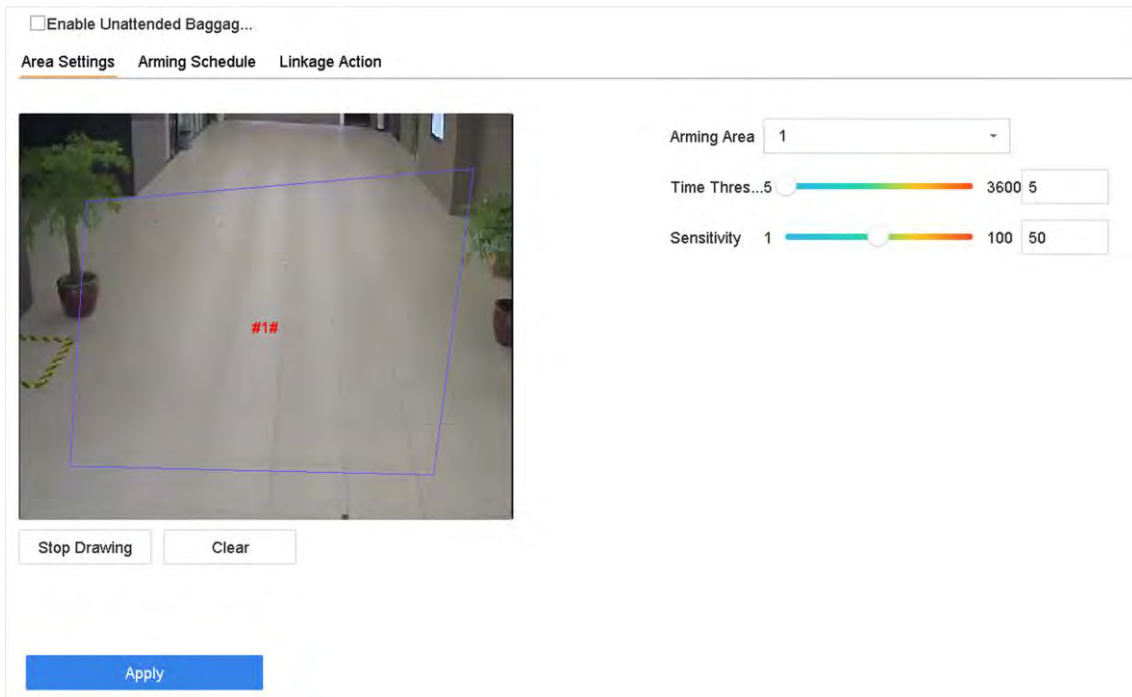 Enable Unattended Baggag...
Area Settings Arming Schedule Linkage Action
Arming Area 1
Time Thres...5 3600 5
Sensitivity 1 100 50
#1#
Stop Drawing Clear
Apply